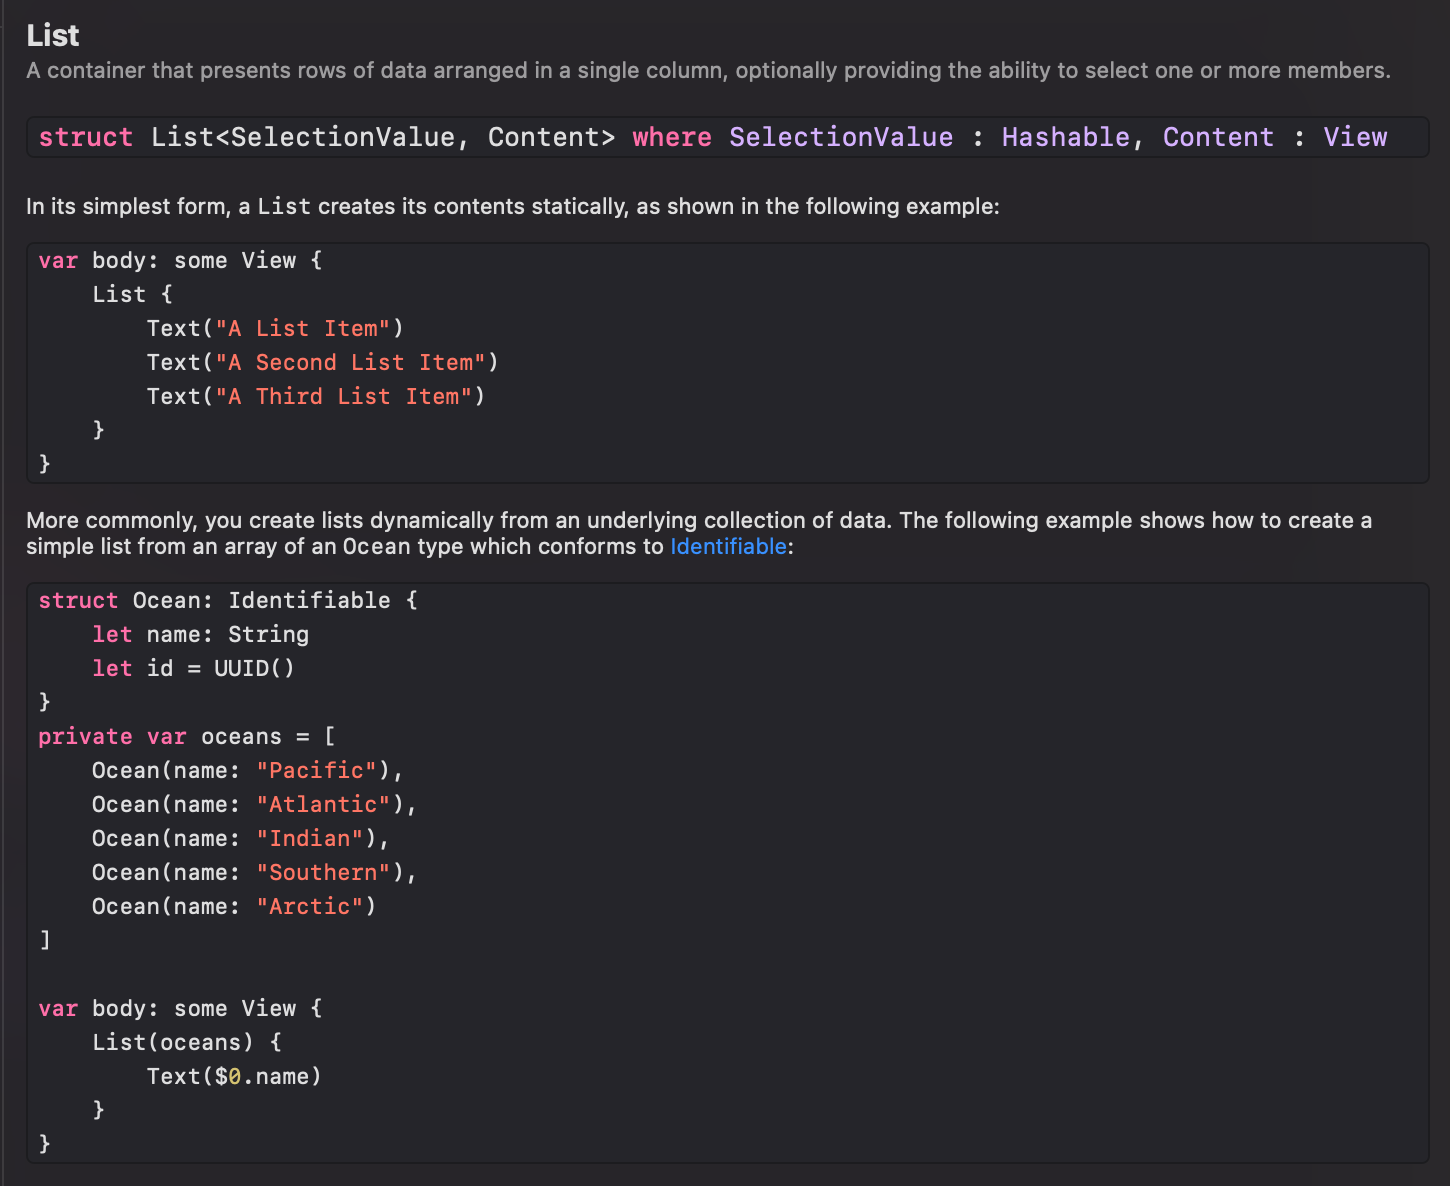 List
A container that presents rows of data arranged in a single column, optionally providing the ability to select one or more members.
struct List<SelectionValue, Content> where SelectionValue : Hashable, Content : View
In its simplest form, a List creates its contents statically, as shown in the following example:
var body: some View {
    List {
        Text("A List Item")
        Text("A Second List Item")
        Text("A Third List Item")
    }
}
More commonly, you create lists dynamically from an underlying collection of data. The following example shows how to create a
simple list from an array of an Ocean type which conforms to Identifiable:
struct Ocean: Identifiable {
    let name: String
    let id = UUID()
}
private var oceans = [
    Ocean(name: "Pacific"),
    Ocean(name: "Atlantic"),
    Ocean(name: "Indian"),
    Ocean(name: "Southern"),
    Ocean(name: "Arctic")
]
var body: some View {
    List(oceans) {
        Text($0.name)
    }
}